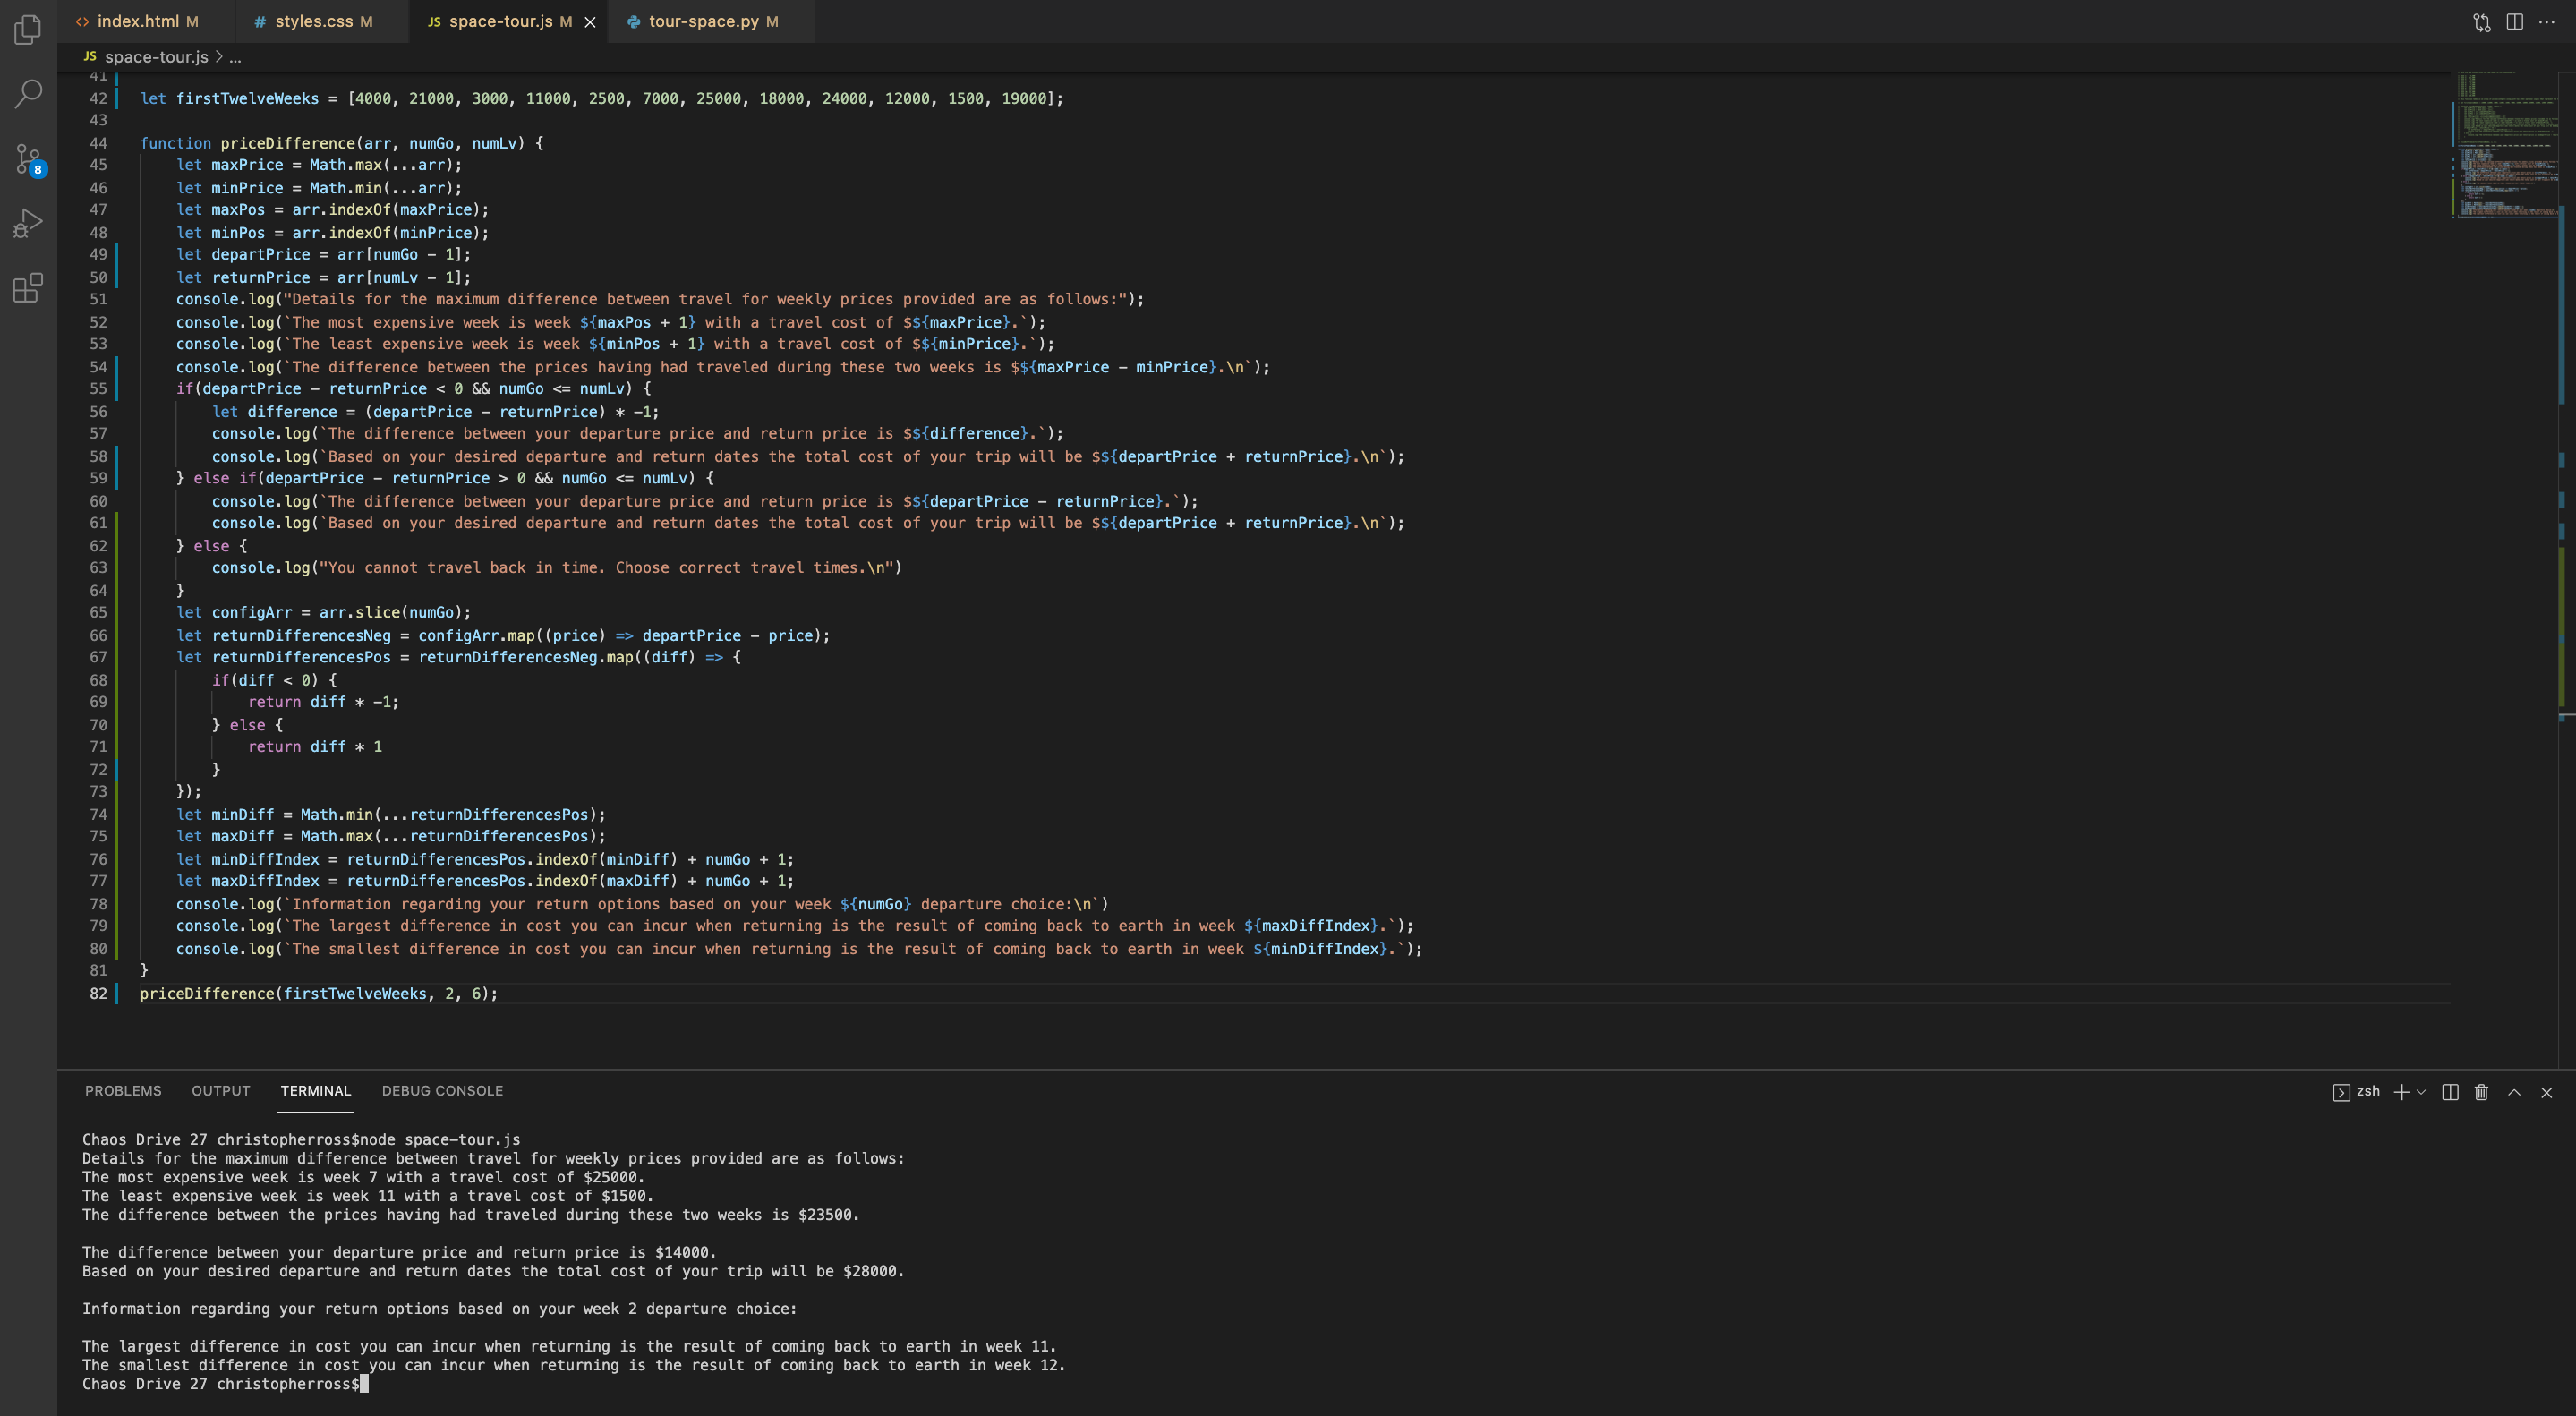 <> index.html M
# styles.css M
JS space-tour.js M
tour-space.py M
JS space-tour.js > ...
8
41
42 let firstTwelveWeeks = [4000, 21000, 3000, 11000, 2500, 7000, 25000, 18000, 24000, 12000, 1500, 19000];
43
44 function priceDifference(arr, numGo, numLv) {
45 let maxPrice = Math.max(...arr);
46 let minPrice = Math.min(...arr);
47 let maxPos = arr.indexOf(maxPrice);
48 let minPos = arr.indexOf(minPrice);
49 let departPrice = arr[numGo - 1];
50 let returnPrice = arr[numLv - 1];
51 console.log("Details for the maximum difference between travel for weekly prices provided are as follows:");
52 console.log(`The most expensive week is week ${maxPos + 1} with a travel cost of $${maxPrice}.`);
53 console.log(`The least expensive week is week ${minPos + 1} with a travel cost of $${minPrice}.`);
54 console.log(`The difference between the prices having had traveled during these two weeks is $${maxPrice - minPrice}.\n`);
55 if(departPrice - returnPrice < 0 && numGo <= numLv) {
56 let difference = (departPrice - returnPrice) * -1;
57 console.log(`The difference between your departure price and return price is $${difference}.`);
58 console.log(`Based on your desired departure and return dates the total cost of your trip will be $${departPrice + returnPrice}.\n`);
59 } else if(departPrice - returnPrice > 0 && numGo <= numLv) {
60 console.log(`The difference between your departure price and return price is $${departPrice - returnPrice}.`);
61 console.log(`Based on your desired departure and return dates the total cost of your trip will be $${departPrice + returnPrice}.\n`);
62 } else {
63 console.log("You cannot travel back in time. Choose correct travel times.\n")
64 }
65 let configArr = arr.slice(numGo);
66 let returnDifferencesNeg = configArr.map((price) => departPrice - price);
67 let returnDifferencesPos = returnDifferencesNeg.map((diff) => {
68 if(diff < 0) {
69 return diff * -1;
70 } else {
71 return diff * 1
72 }
73 });
74 let minDiff = Math.min(...returnDifferencesPos);
75 let maxDiff = Math.max(...returnDifferencesPos);
76 let minDiffIndex = returnDifferencesPos.indexOf(minDiff) + numGo + 1;
77 let maxDiffIndex = returnDifferencesPos.indexOf(maxDiff) + numGo + 1;
78 console.log(`Information regarding your return options based on your week ${numGo} departure choice:\n`)
79 console.log(`The largest difference in cost you can incur when returning is the result of coming back to earth in week ${maxDiffIndex}.`);
80 console.log(`The smallest difference in cost you can incur when returning is the result of coming back to earth in week ${minDiffIndex}.`);
81 }
82 priceDifference(firstTwelveWeeks, 2, 6);
PROBLEMS OUTPUT TERMINAL DEBUG CONSOLE
zsh
Chaos Drive 27 christopherross$node space-tour.js
Details for the maximum difference between travel for weekly prices provided are as follows:
The most expensive week is week 7 with a travel cost of $25000.
The least expensive week is week 11 with a travel cost of $1500.
The difference between the prices having had traveled during these two weeks is $23500.
The difference between your departure price and return price is $14000.
Based on your desired departure and return dates the total cost of your trip will be $28000.
Information regarding your return options based on your week 2 departure choice:
The largest difference in cost you can incur when returning is the result of coming back to earth in week 11.
The smallest difference in cost you can incur when returning is the result of coming back to earth in week 12.
Chaos Drive 27 christopherross$